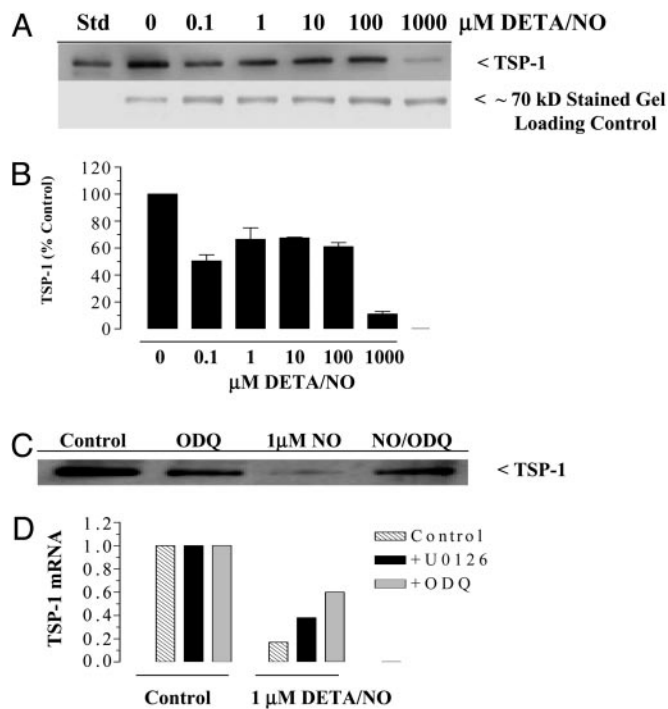 A
Std 0 0.1 1 10 100 1000 μM DETA/NO
< TSP-1
< ~ 70 kD Stained Gel
Loading Control
B
TSP-1 (% Control)
120
100
80
60
40
20
0
0 0.1 1 10 100 1000
μM DETA/NO
C
Control ODQ 1μM NO NO/ODQ
< TSP-1
D
TSP-1 mRNA
1.2
1.0
0.8
0.6
0.4
0.2
0.0
Control
+U0126
+ODQ
Control 1 μM DETA/NO